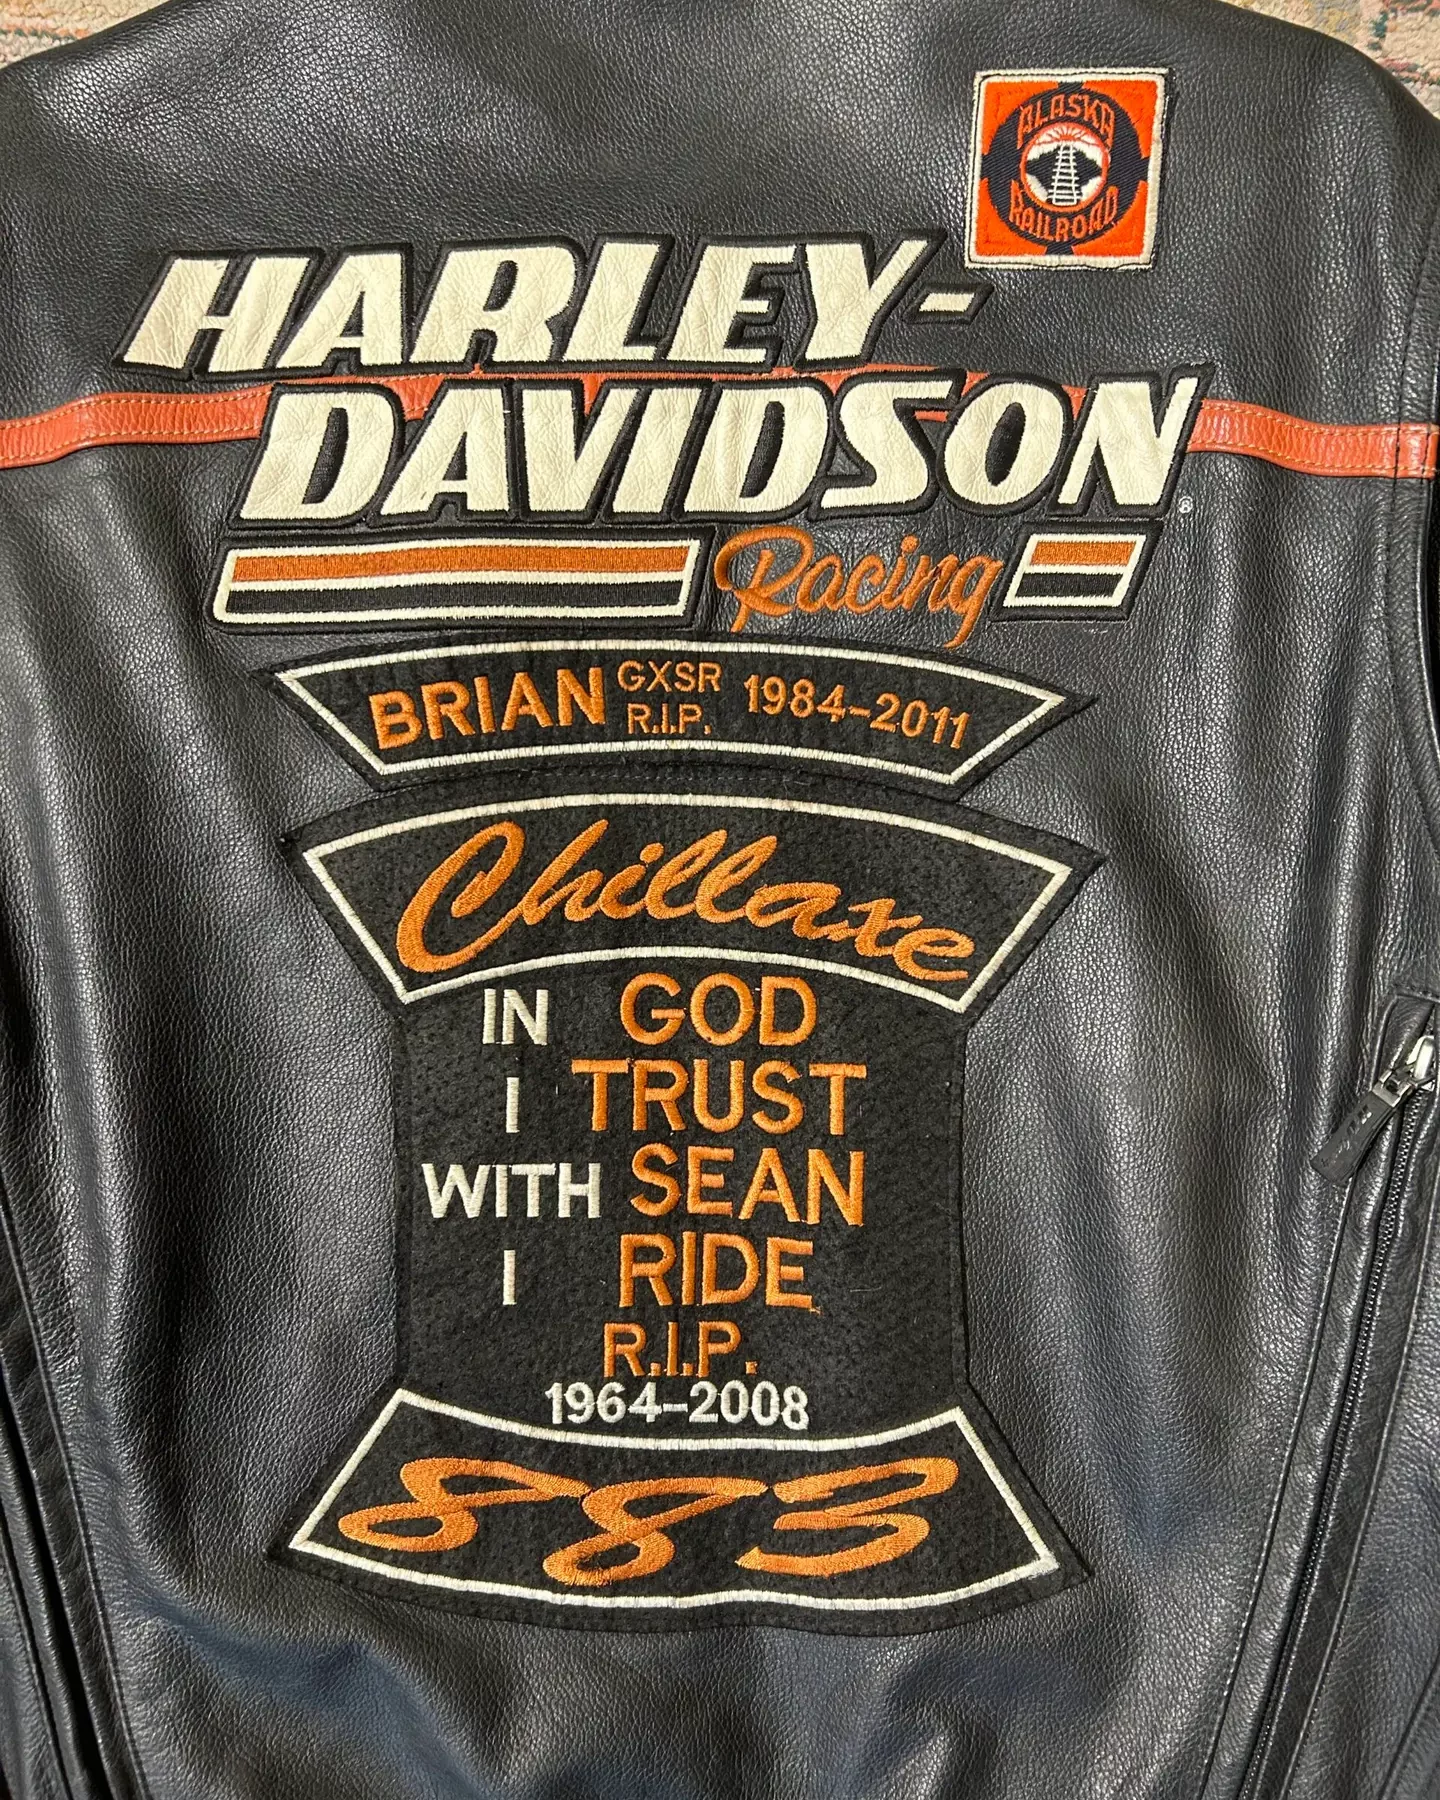 ALASKA
RAILROAD
HARLEY-
DAVIDSON
®
Racing
BRIAN GXSR R.I.P. 1984-2011
Chillaxe
IN GOD
I TRUST
WITH SEAN
I RIDE
R.I.P.
1964-2008
883